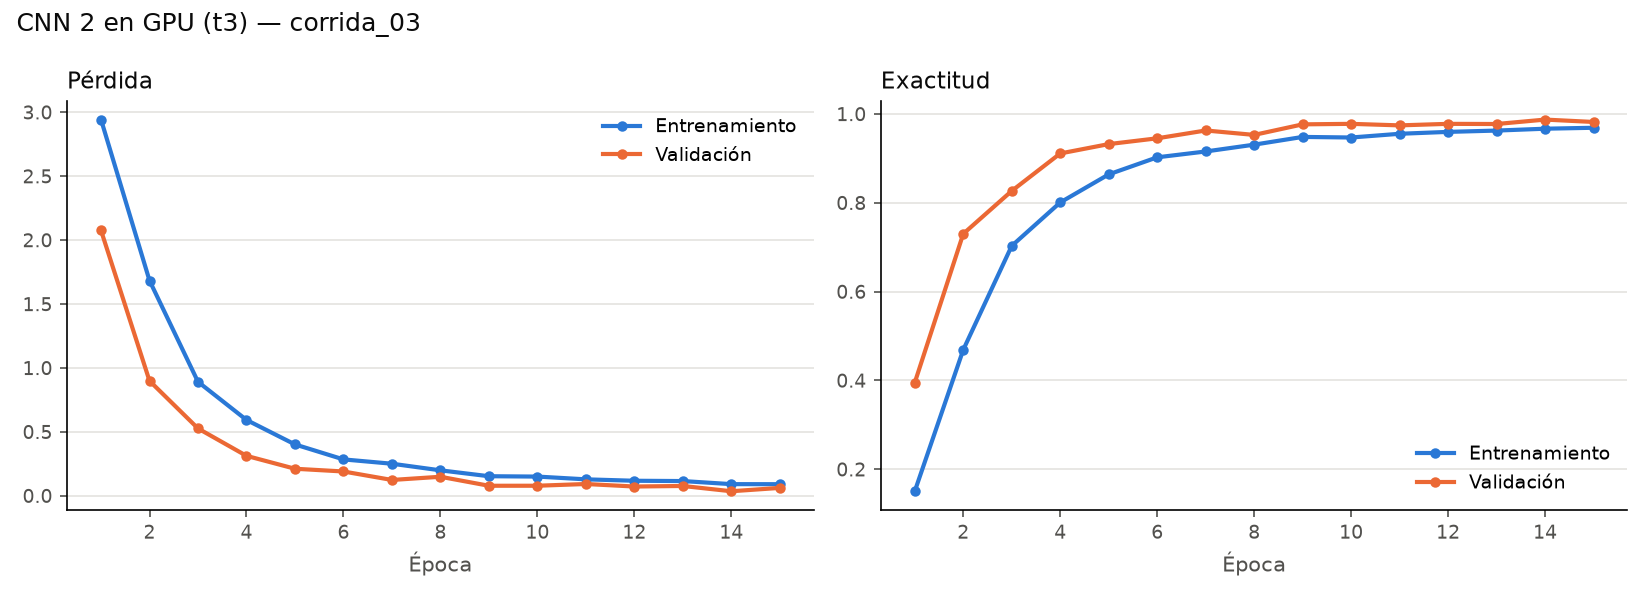 CNN 2 en GPU (t3) — corrida_03
Pérdida
3.0
2.5
2.0
1.5
1.0
0.5
0.0
2 4 6 8 10 12 14
Época
Entrenamiento
Validación
Exactitud
1.0
0.8
0.6
0.4
0.2
2 4 6 8 10 12 14
Época
Entrenamiento
Validación